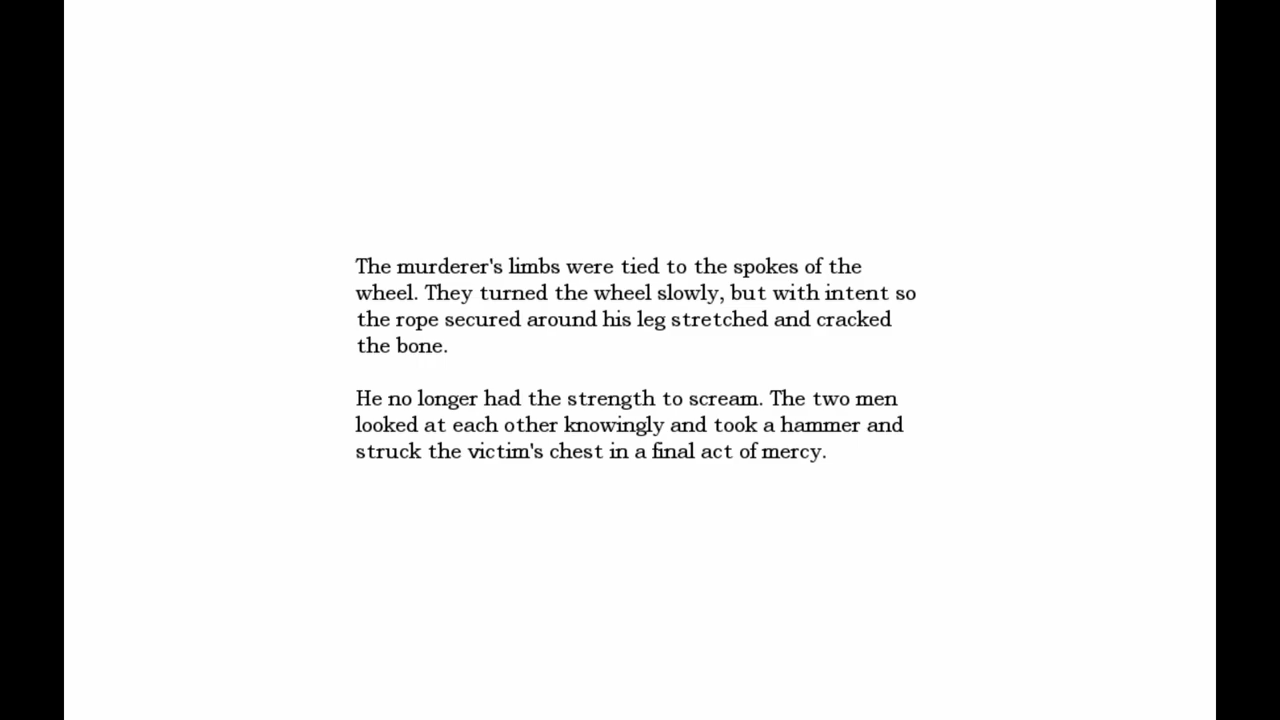 The murderer's limbs were tied to the spokes of the
wheel. They turned the wheel slowly, but with intent so
the rope secured around his leg stretched and cracked
the bone.
He no longer had the strength to scream. The two men
looked at each other knowingly and took a hammer and
struck the victim's chest in a final act of mercy.